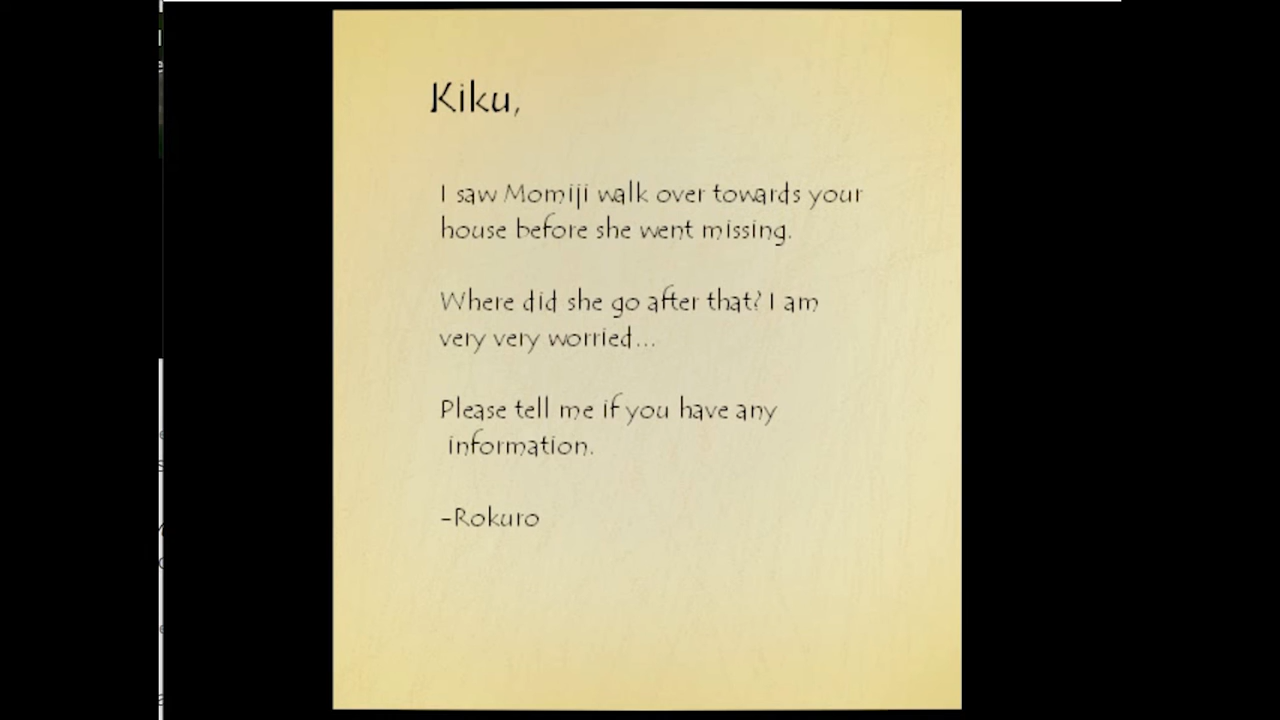 Kiku,
I saw Momiji walk over towards your
house before she went missing.
Where did she go after that? I am
very very worried...
Please tell me if you have any
information.
-Rokuro